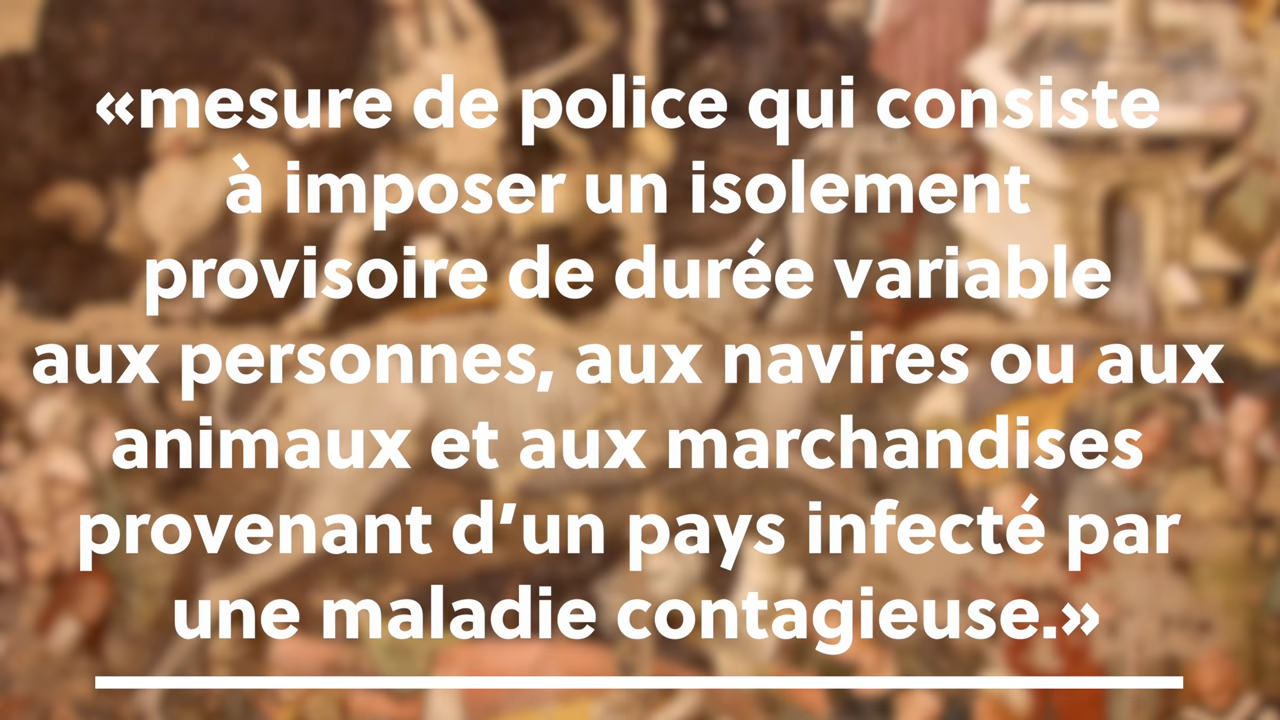 «mesure de police qui consiste
à imposer un isolement
provisoire de durée variable
aux personnes, aux navires ou aux
animaux et aux marchandises
provenant d’un pays infecté par
une maladie contagieuse.»